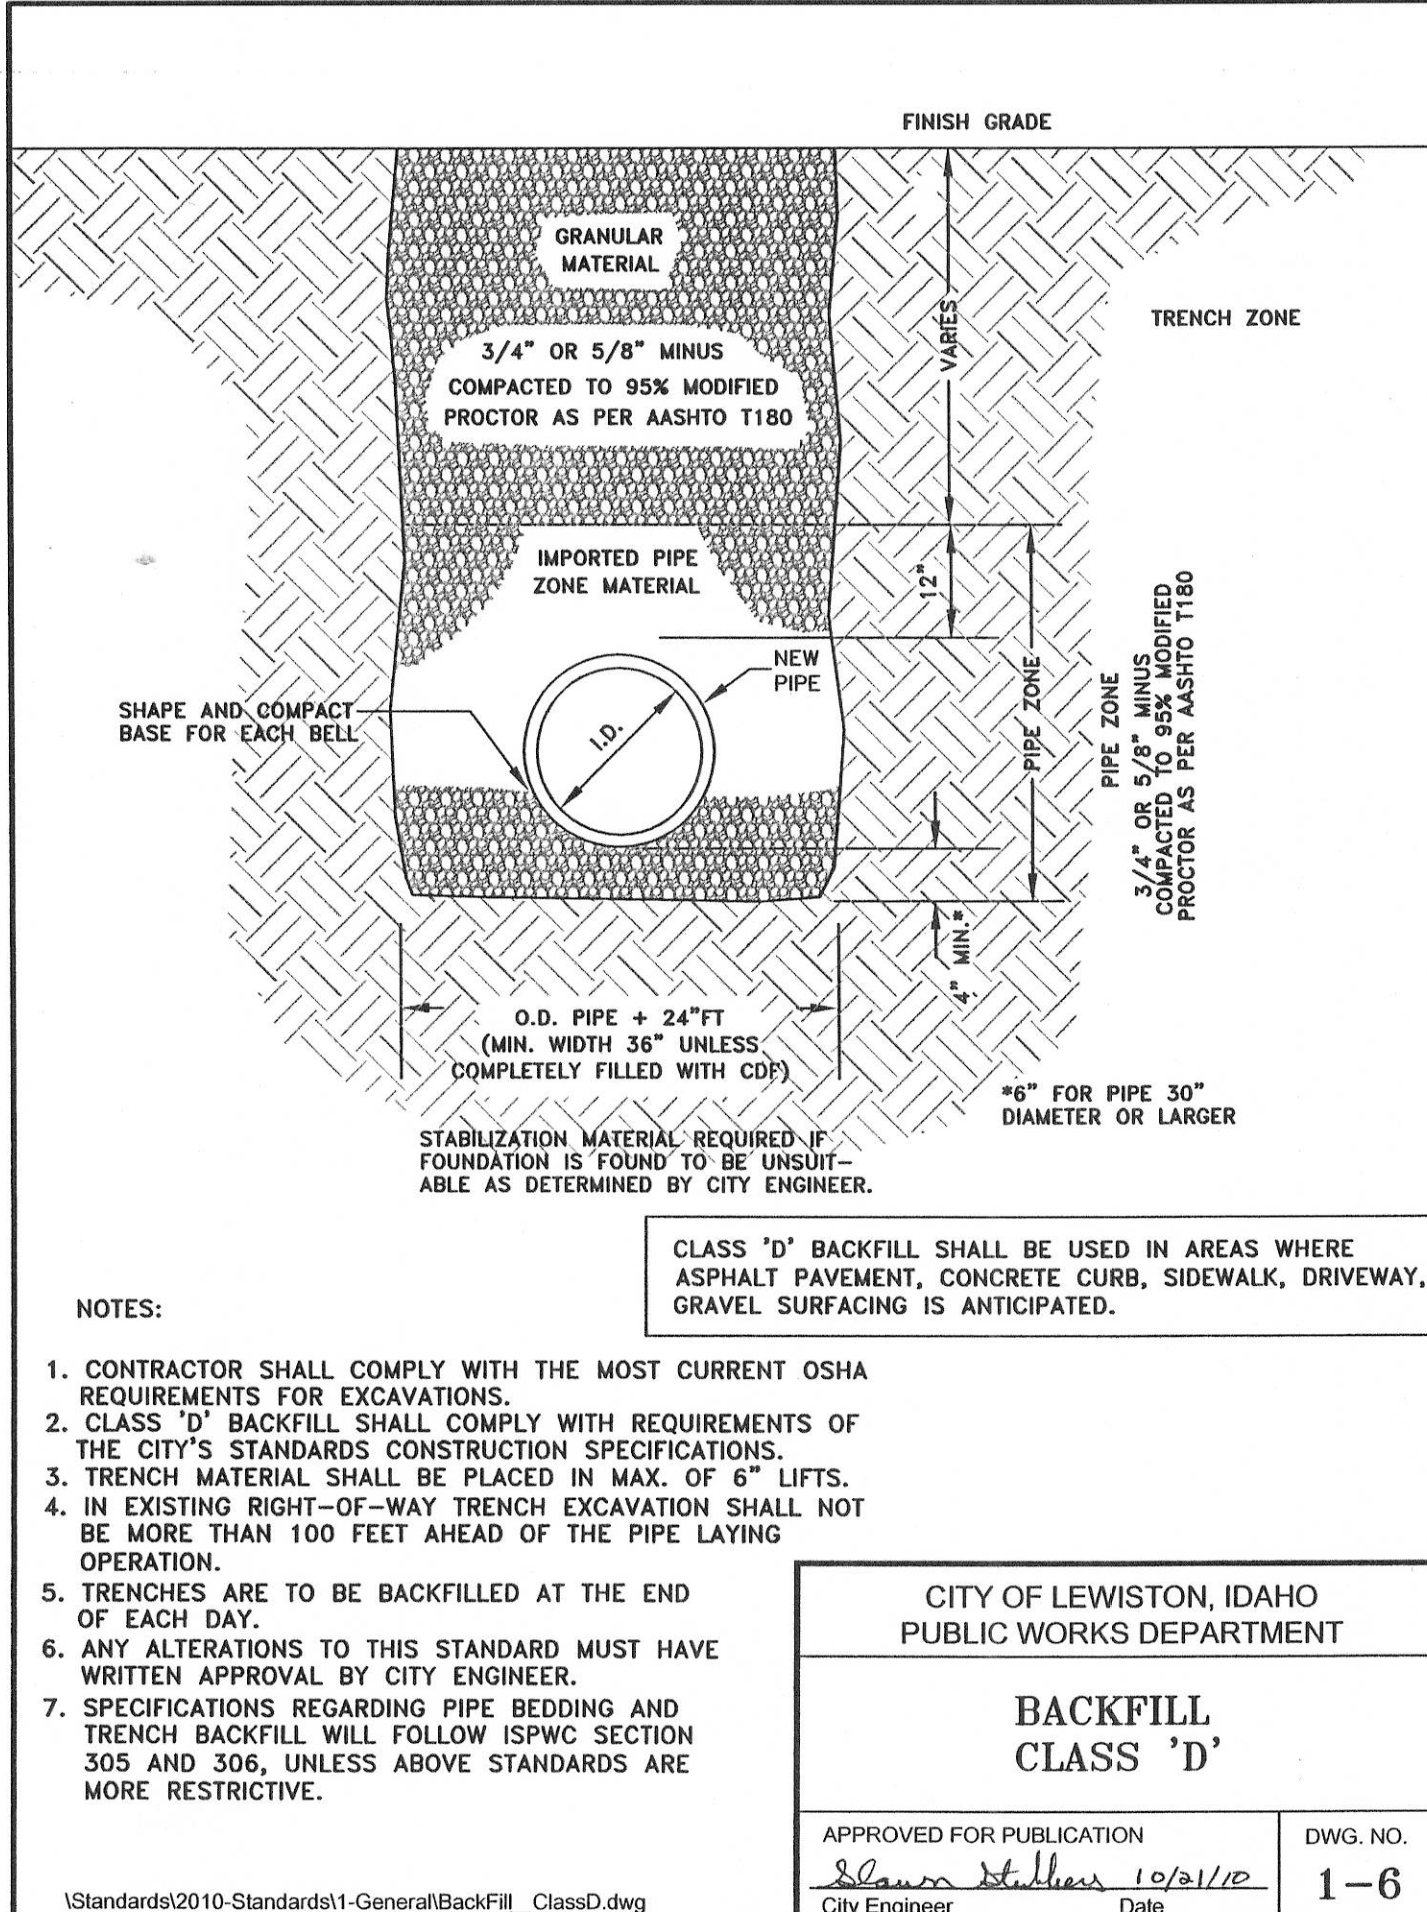 FINISH GRADE
GRANULAR
MATERIAL
3/4" OR 5/8" MINUS
COMPACTED TO 95% MODIFIED
PROCTOR AS PER AASHTO T180
VARIES
TRENCH ZONE
IMPORTED PIPE
ZONE MATERIAL
12"
NEW
PIPE
I.D.
SHAPE AND COMPACT
BASE FOR EACH BELL
PIPE ZONE
PIPE ZONE
3/4" OR 5/8" MINUS
COMPACTED TO 95% MODIFIED
PROCTOR AS PER AASHTO T180
4" MIN.*
O.D. PIPE + 24"FT
(MIN. WIDTH 36" UNLESS
COMPLETELY FILLED WITH CDF)
*6" FOR PIPE 30"
DIAMETER OR LARGER
STABILIZATION MATERIAL REQUIRED IF
FOUNDATION IS FOUND TO BE UNSUIT-
ABLE AS DETERMINED BY CITY ENGINEER.
CLASS 'D' BACKFILL SHALL BE USED IN AREAS WHERE
ASPHALT PAVEMENT, CONCRETE CURB, SIDEWALK, DRIVEWAY,
GRAVEL SURFACING IS ANTICIPATED.
NOTES:
1. CONTRACTOR SHALL COMPLY WITH THE MOST CURRENT OSHA
REQUIREMENTS FOR EXCAVATIONS.
2. CLASS 'D' BACKFILL SHALL COMPLY WITH REQUIREMENTS OF
THE CITY'S STANDARDS CONSTRUCTION SPECIFICATIONS.
3. TRENCH MATERIAL SHALL BE PLACED IN MAX. OF 6" LIFTS.
4. IN EXISTING RIGHT-OF-WAY TRENCH EXCAVATION SHALL NOT
BE MORE THAN 100 FEET AHEAD OF THE PIPE LAYING
OPERATION.
5. TRENCHES ARE TO BE BACKFILLED AT THE END
OF EACH DAY.
6. ANY ALTERATIONS TO THIS STANDARD MUST HAVE
WRITTEN APPROVAL BY CITY ENGINEER.
7. SPECIFICATIONS REGARDING PIPE BEDDING AND
TRENCH BACKFILL WILL FOLLOW ISPWC SECTION
305 AND 306, UNLESS ABOVE STANDARDS ARE
MORE RESTRICTIVE.
\Standards\2010-Standards\1-General\BackFill_ClassD.dwg
CITY OF LEWISTON, IDAHO
PUBLIC WORKS DEPARTMENT
BACKFILL
CLASS 'D'
APPROVED FOR PUBLICATION
10/21/10
City Engineer Date
DWG. NO.
1-6